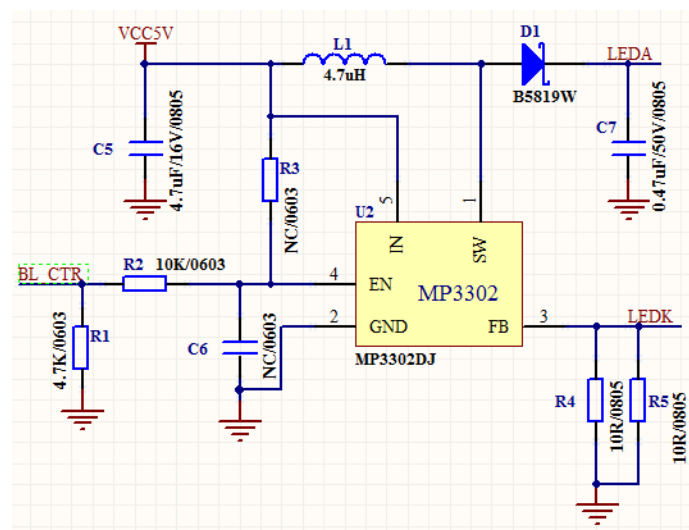 VCC5V
L1
4.7uH
D1
B5819W
LEDA
C5
4.7uF/16V/0805
C7
0.47uF/50V/0805
R3
NC/0603
U2
5
1
IN
SW
BL_CTR
R2
10K/0603
4
EN
MP3302
R1
4.7K/0603
C6
NC/0603
2
GND
FB
3
LEDK
MP3302DJ
R4
10R/0805
R5
10R/0805